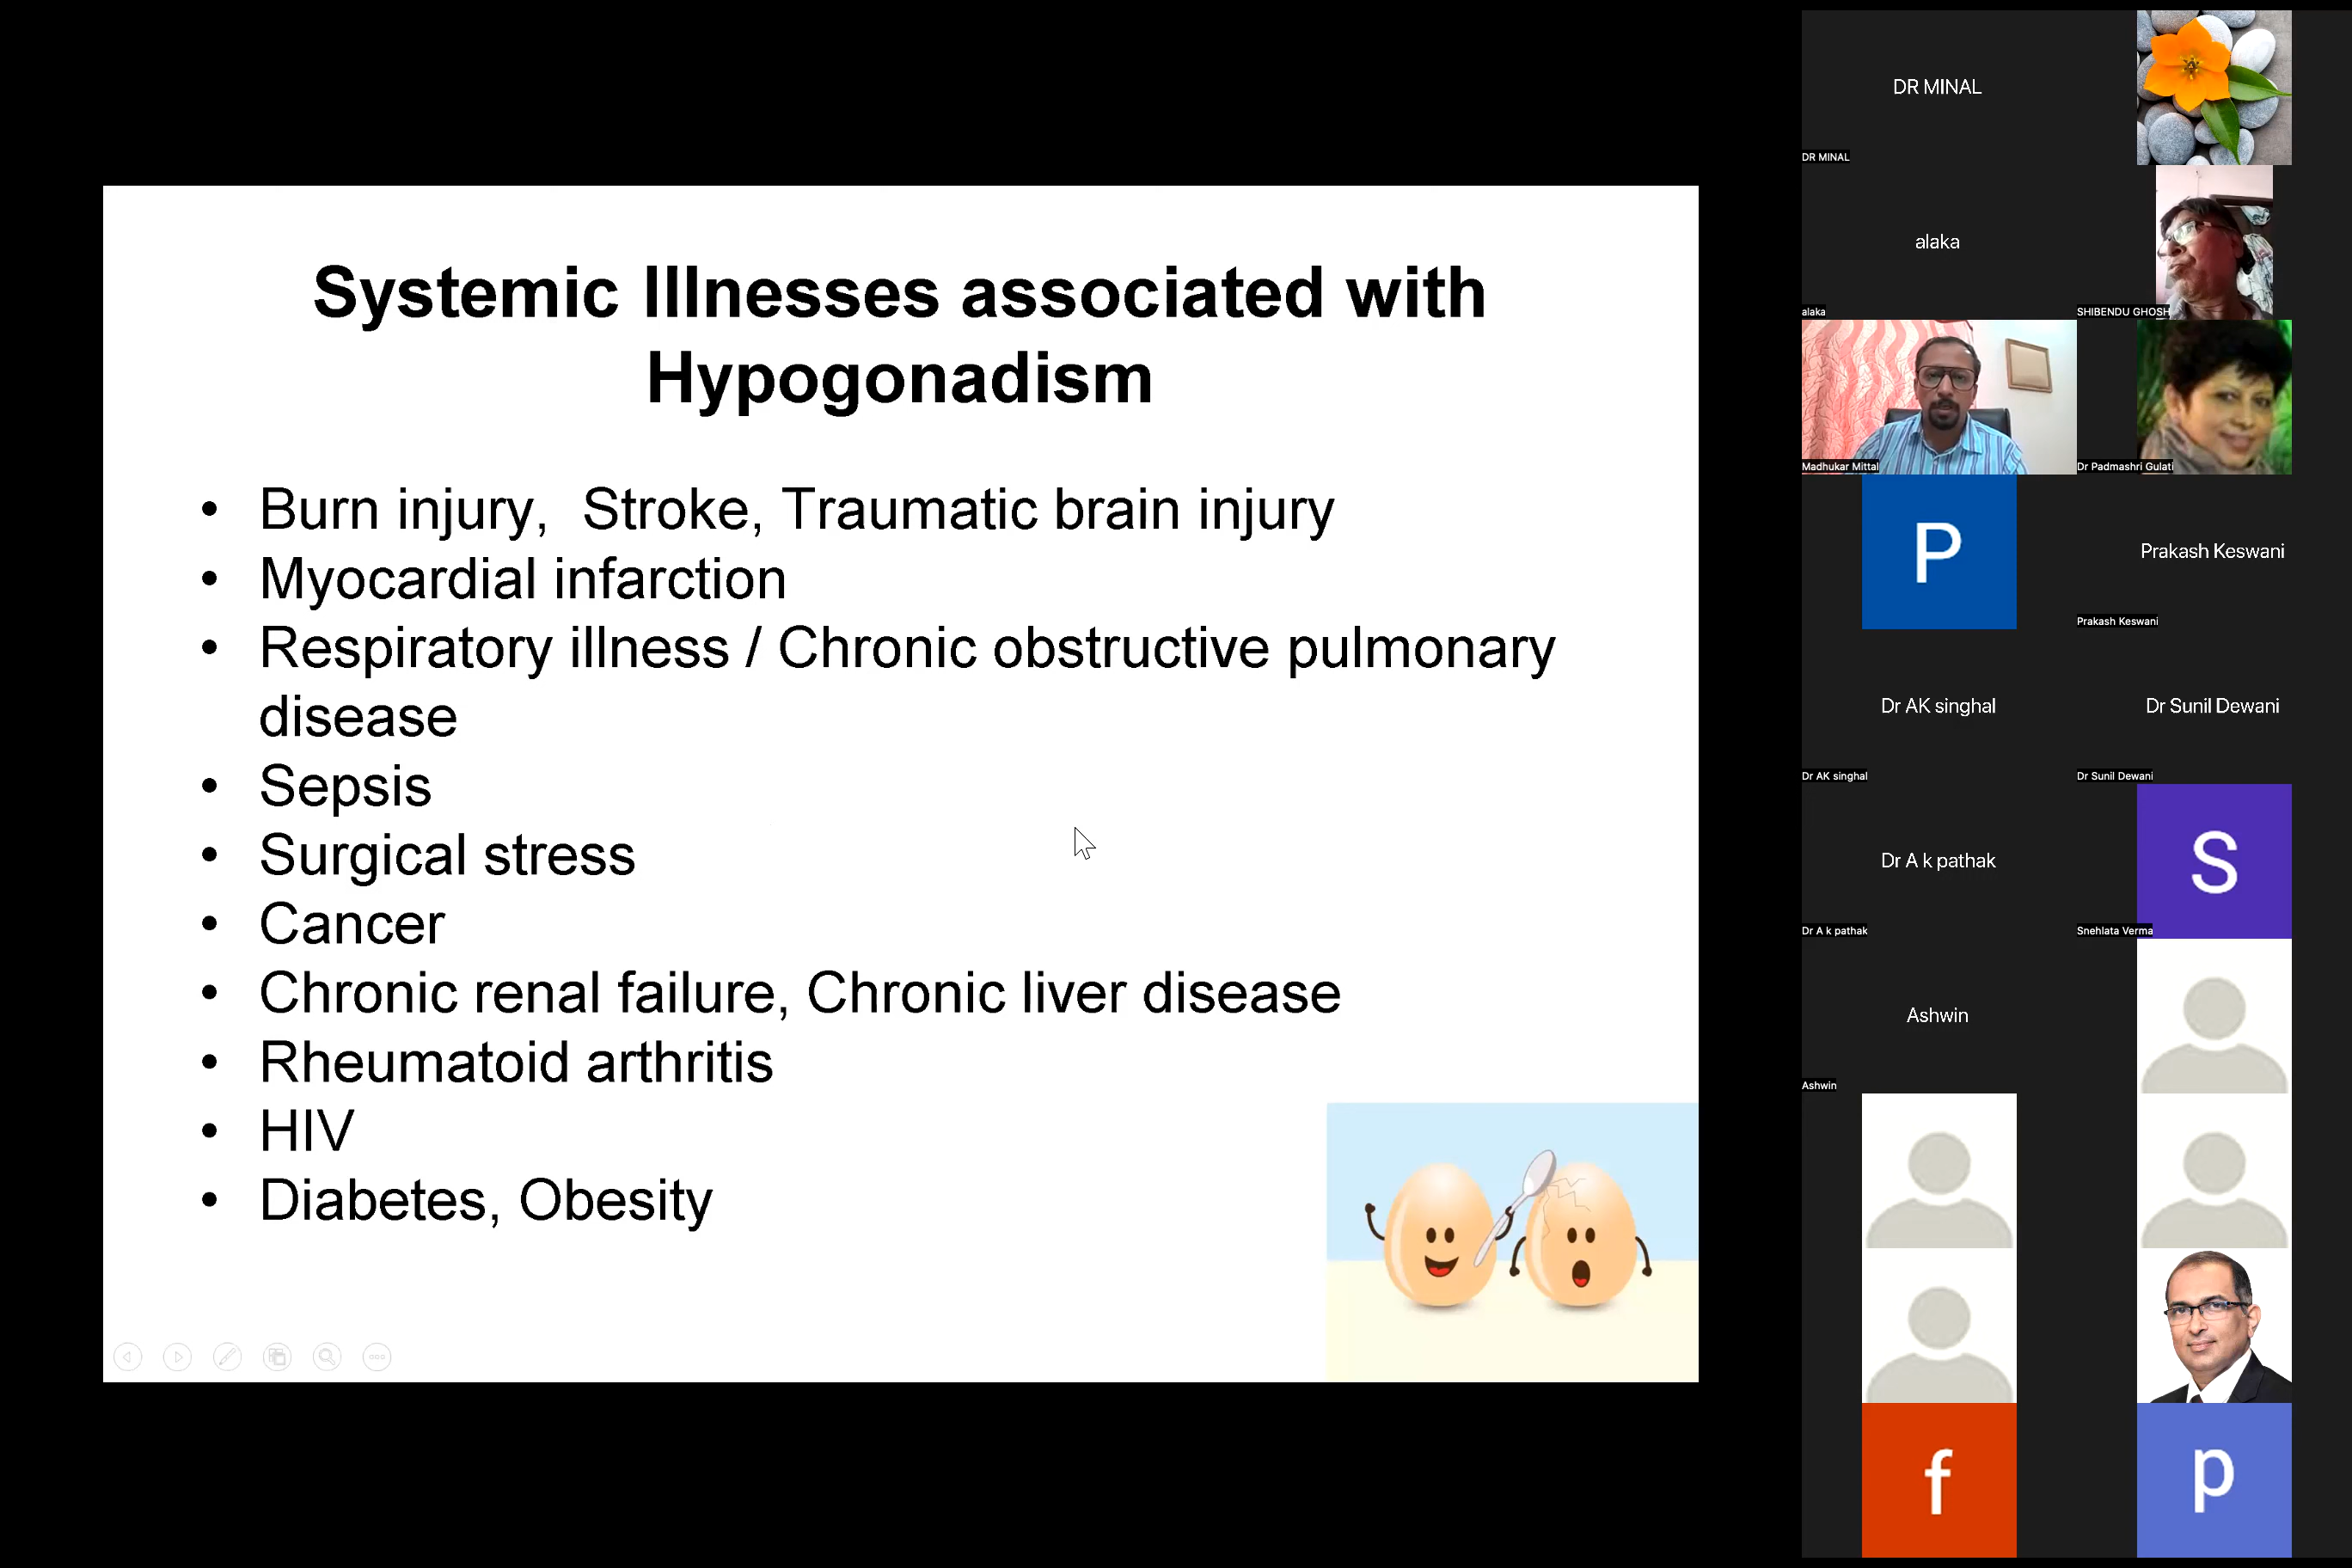 Systemic Illnesses associated with
Hypogonadism
• Burn injury,  Stroke, Traumatic brain injury
• Myocardial infarction
• Respiratory illness / Chronic obstructive pulmonary
disease
• Sepsis
• Surgical stress
• Cancer
• Chronic renal failure, Chronic liver disease
• Rheumatoid arthritis
• HIV
• Diabetes, Obesity
DR MINAL
DR MINAL
alaka
alaka
SHIBENDU GHOSH
Madhukar Mittal
Dr Padmashri Gulati
P
Prakash Keswani
Prakash Keswani
Dr AK singhal
Dr Sunil Dewani
Dr AK singhal
Dr Sunil Dewani
Dr A k pathak
S
Dr A k pathak
Snehlata Verma
Ashwin
Ashwin
f
p